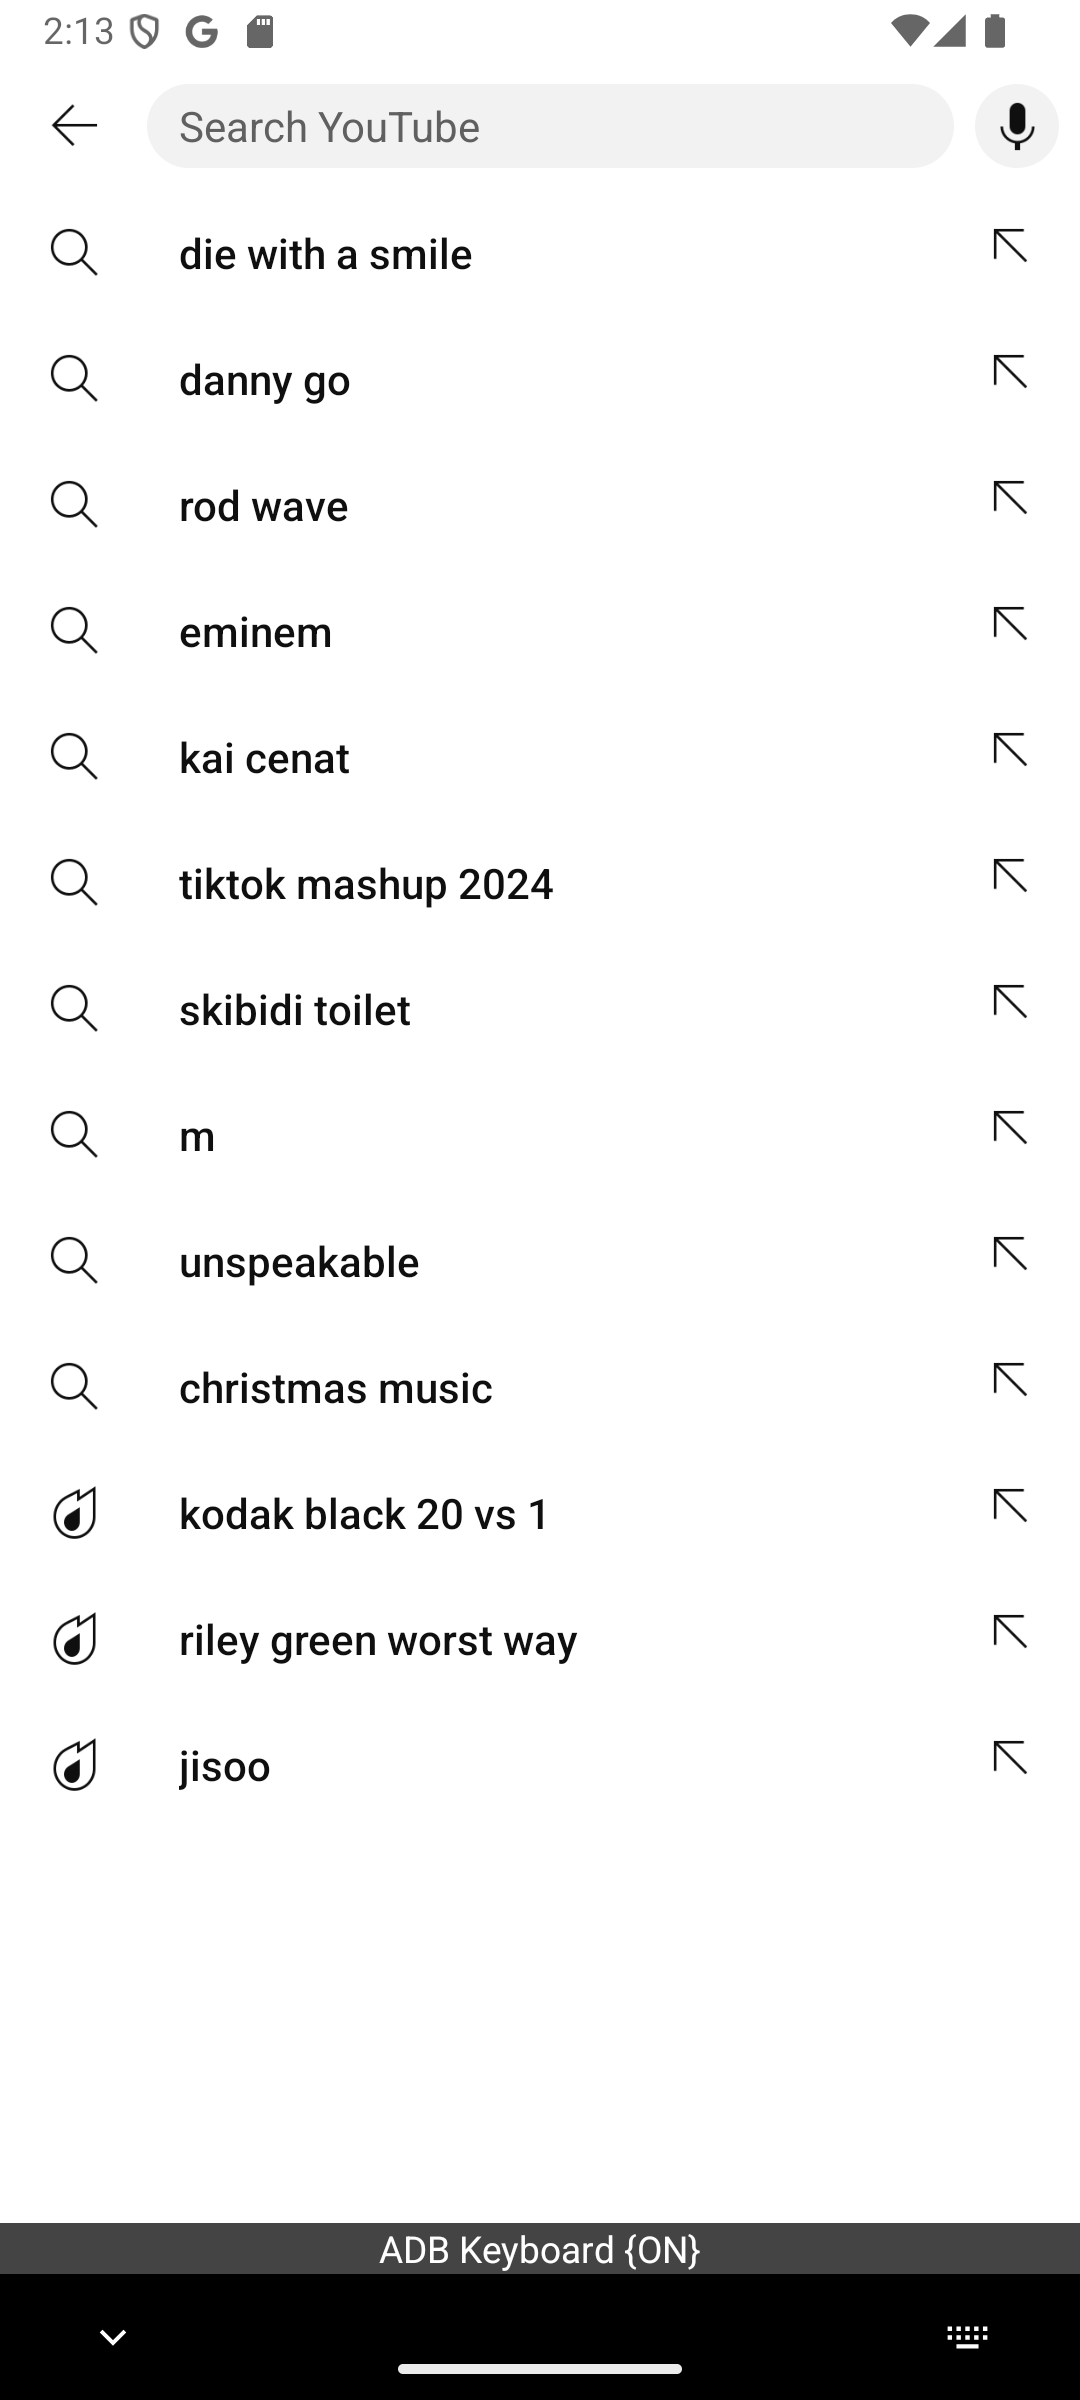 2:13
Search YouTube
die with a smile
danny go
rod wave
eminem
kai cenat
tiktok mashup 2024
skibidi toilet
m
unspeakable
christmas music
kodak black 20 vs 1
riley green worst way
jisoo
ADB Keyboard {ON}